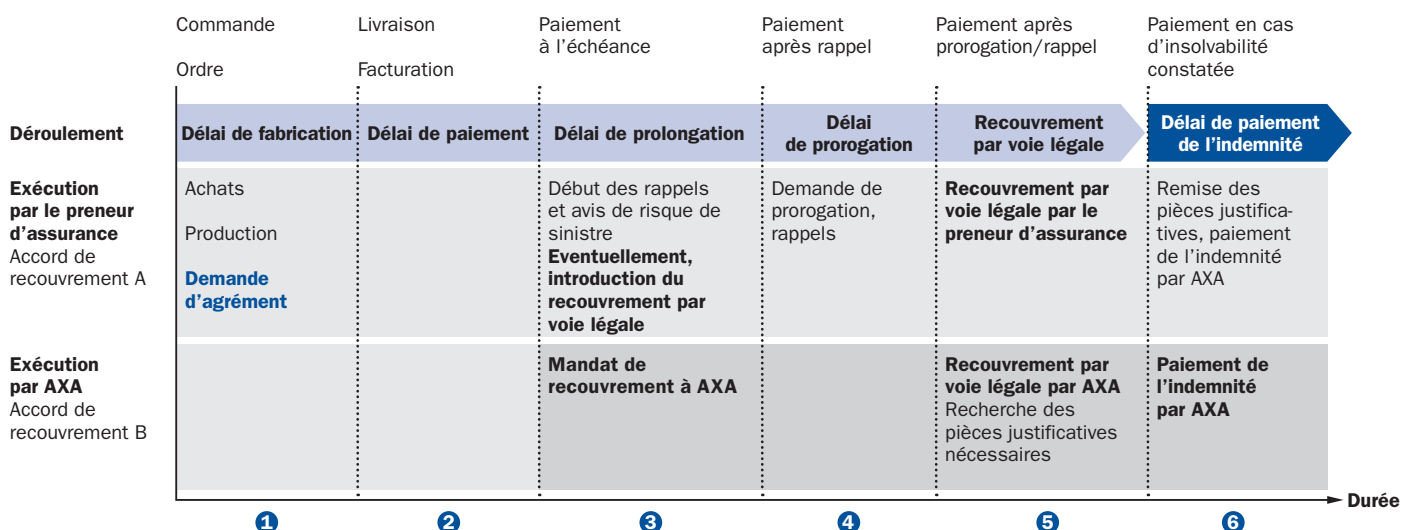 Commande
Ordre
Livraison
Facturation
Paiement
à l’échéance
Paiement
après rappel
Paiement après
prorogation/rappel
Paiement en cas
d’insolvabilité
constatée
Déroulement
Délai de fabrication
Délai de paiement
Délai de prolongation
Délai
de prorogation
Recouvrement
par voie légale
Délai de paiement
de l’indemnité
Exécution
par le preneur
d’assurance
Accord de
recouvrement A
Achats
Production
Demande
d’agrément
Début des rappels
et avis de risque de
sinistre
Eventuellement,
introduction du
recouvrement par
voie légale
Demande de
prorogation,
rappels
Recouvrement par
voie légale par le
preneur d’assurance
Remise des
pièces justifica-
tives, paiement
de l’indemnité
par AXA
Exécution
par AXA
Accord de
recouvrement B
Mandat de
recouvrement à AXA
Recouvrement par
voie légale par AXA
Recherche des
pièces justificatives
nécessaires
Paiement de
l’indemnité
par AXA
Durée
1
2
3
4
5
6